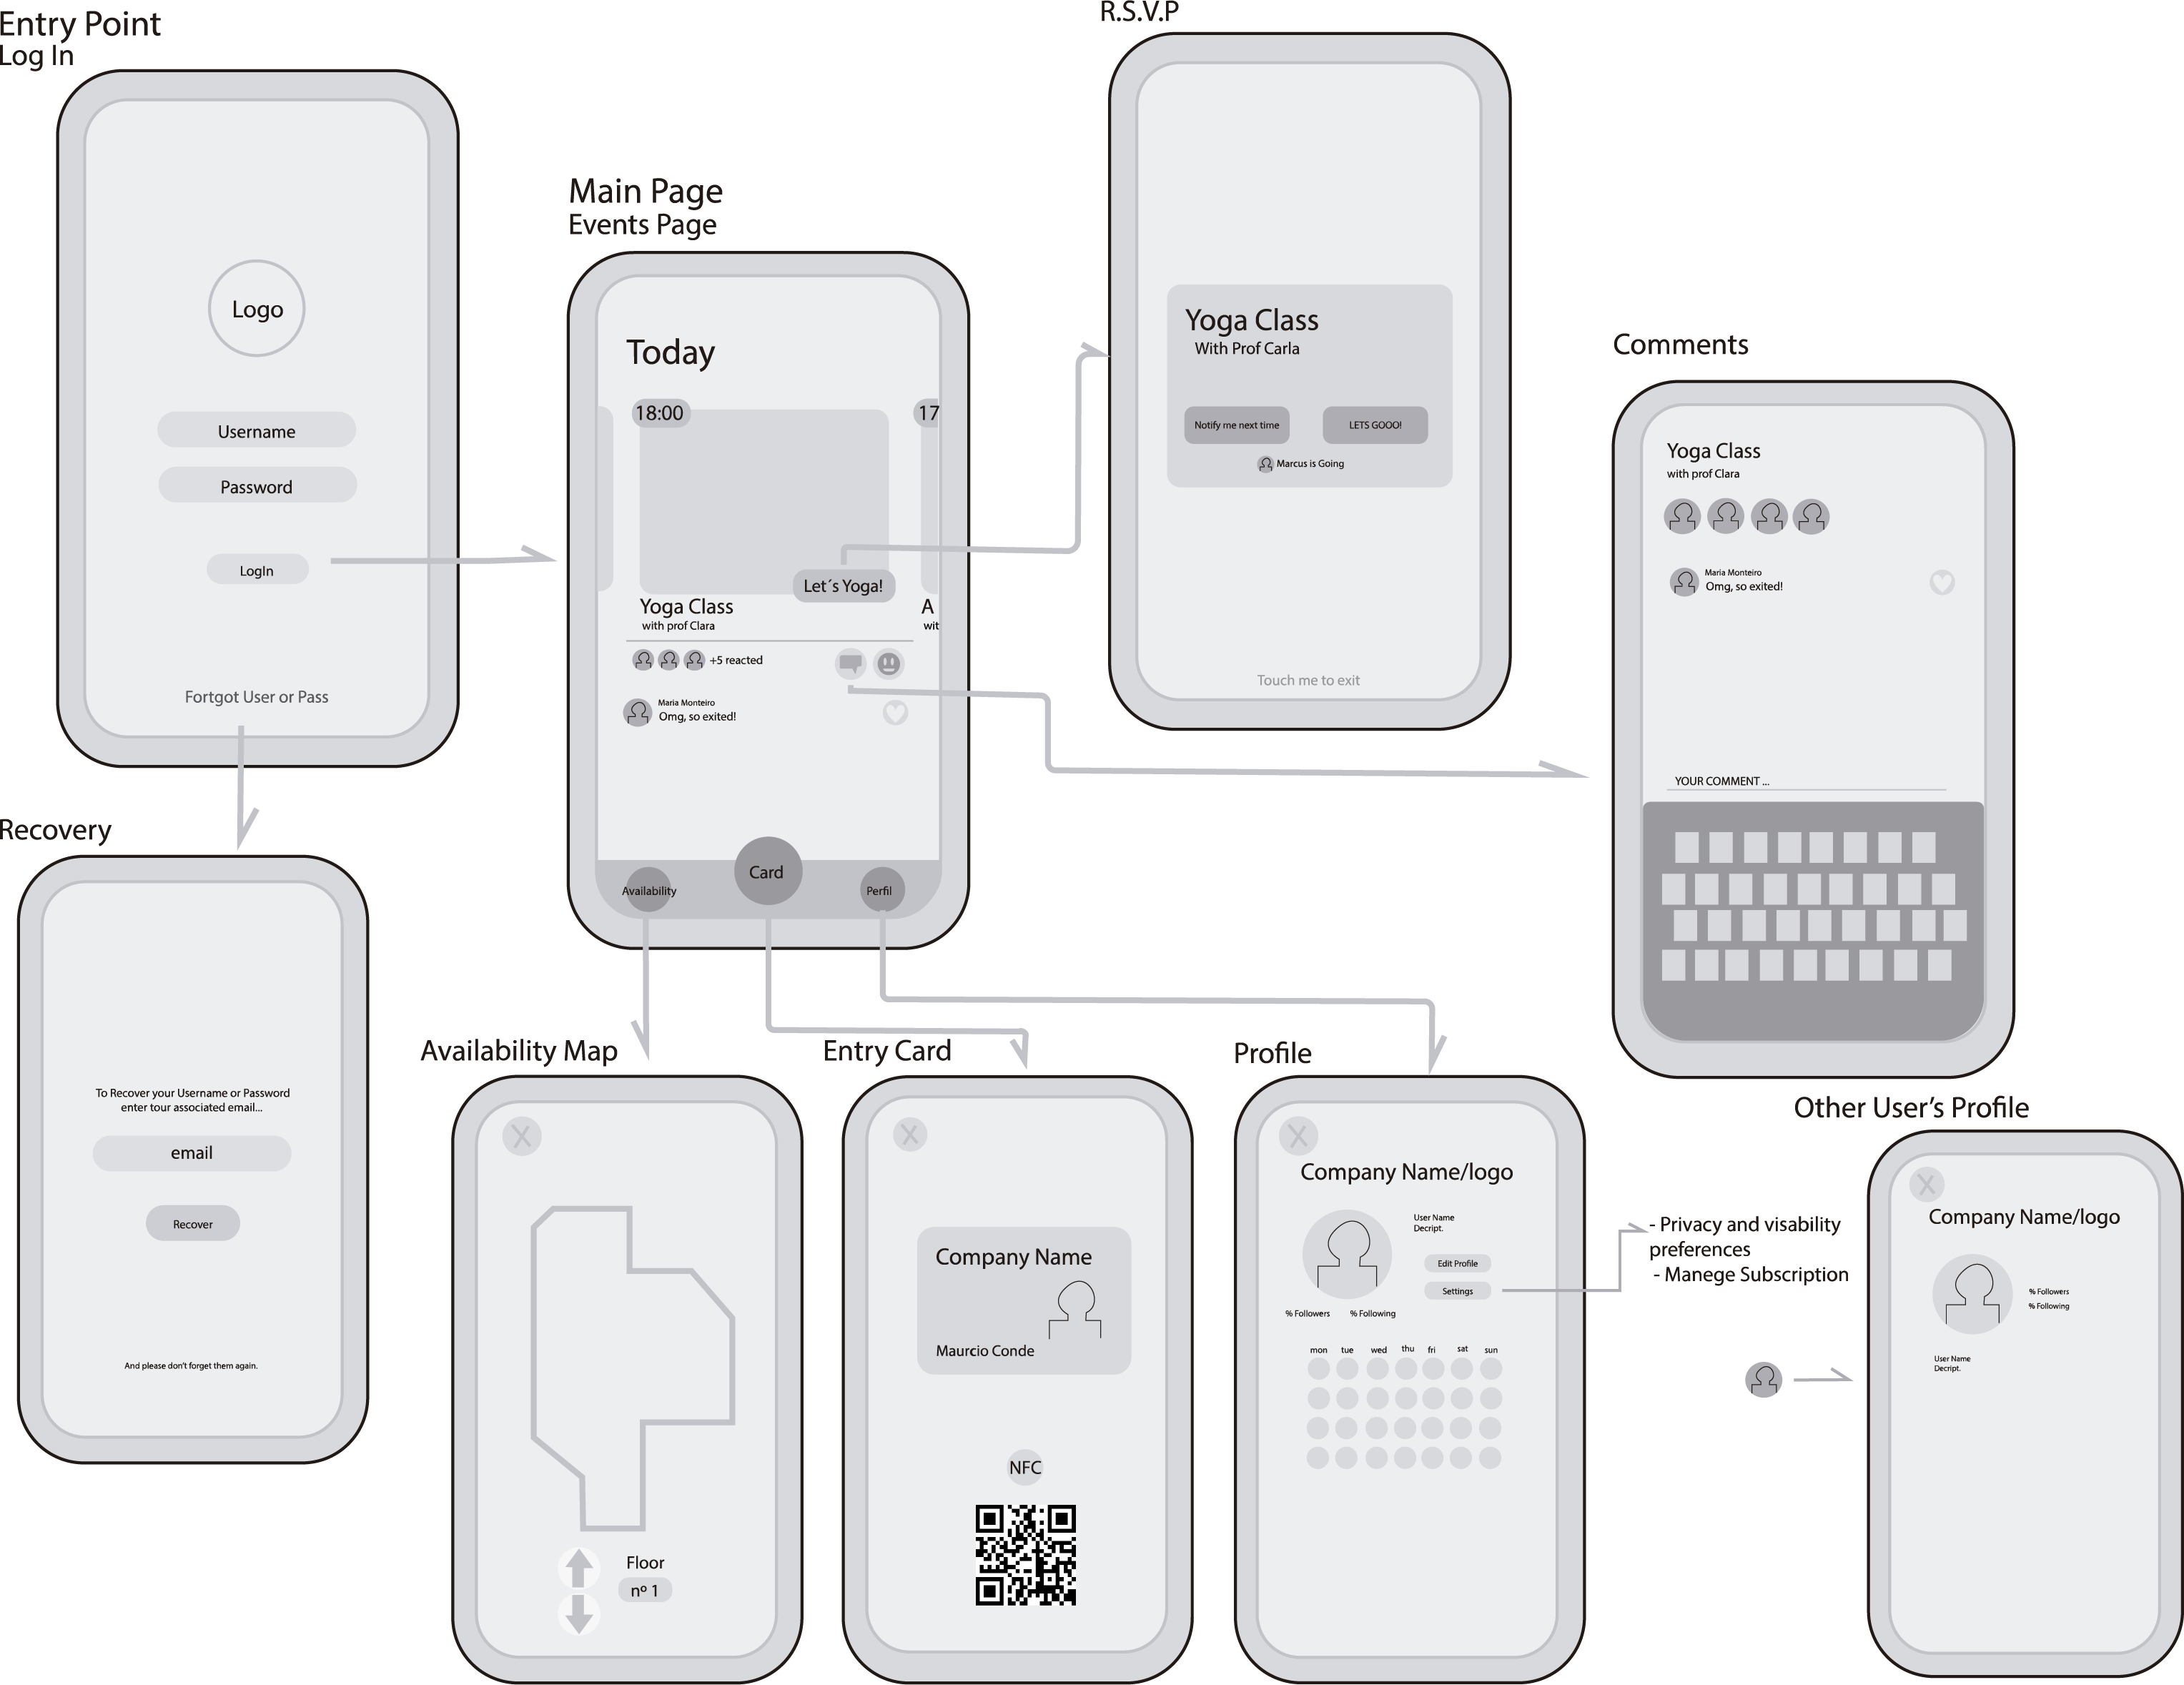 Entry Point
Log In
Logo
Username
Password
LogIn
Fortgot User or Pass
Recovery
To Recover your Username or Password
enter tour associated email...
email
Recover
And please don't forget them again.
Main Page
Events Page
Today
18:00
17
Let´s Yoga!
Yoga Class
with prof Clara
A
wit
+5 reacted
Maria Monteiro
Omg, so exited!
Availability
Card
Perfil
R.S.V.P
Yoga Class
With Prof Carla
Notify me next time
LETS GOOO!
Marcus is Going
Touch me to exit
Comments
Yoga Class
with prof Clara
Maria Monteiro
Omg, so exited!
YOUR COMMENT ...
Availability Map
X
Floor
nº 1
Entry Card
X
Company Name
Maurcio Conde
NFC
Profile
X
Company Name/logo
User Name
Decript.
Edit Profile
Settings
% Followers % Following
mon tue wed thu fri sat sun
- Privacy and visability
preferences
- Manege Subscription
Other User’s Profile
X
Company Name/logo
% Followers
% Following
User Name
Decript.